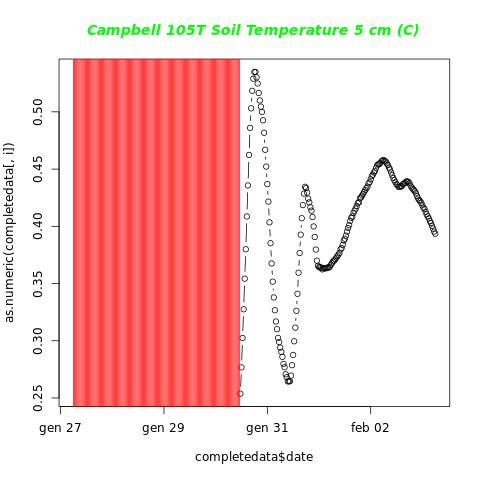 Campbell 105T Soil Temperature 5 cm (C)
as.numeric(completedata[, i])
0.50
0.45
0.40
0.35
0.30
0.25
gen 27 gen 29 gen 31 feb 02
completedata$date